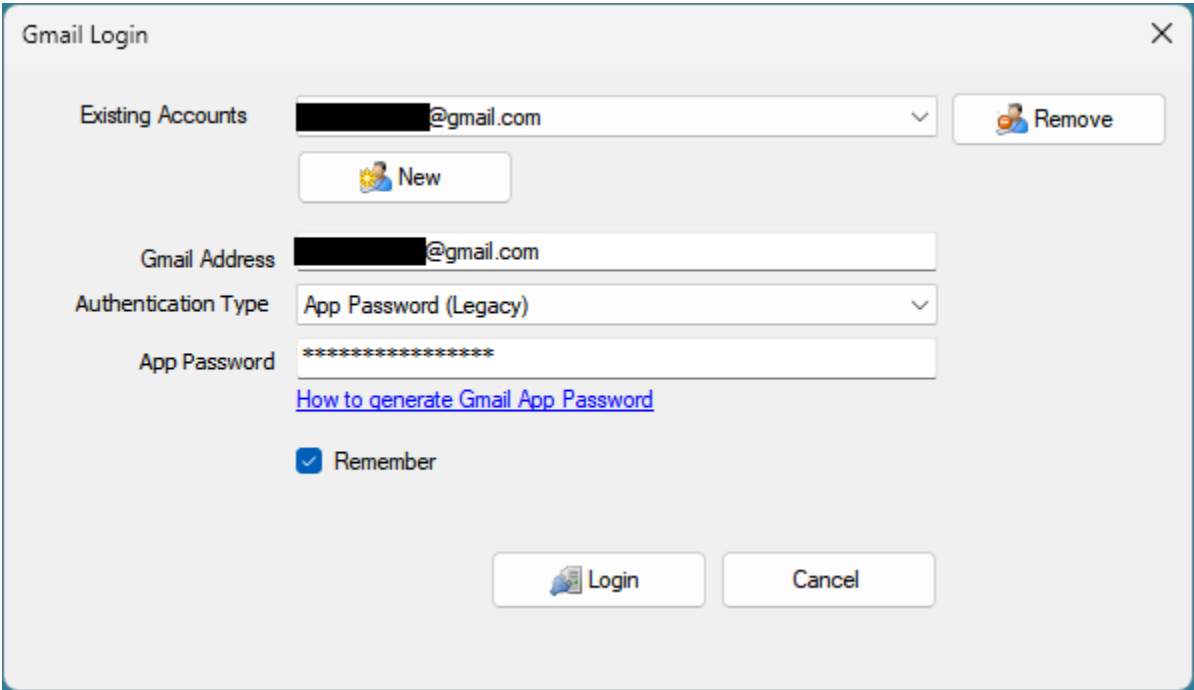 Gmail Login
Existing Accounts @gmail.com Remove
New
Gmail Address @gmail.com
Authentication Type App Password (Legacy)
App Password ****************
How to generate Gmail App Password
Remember
Login Cancel